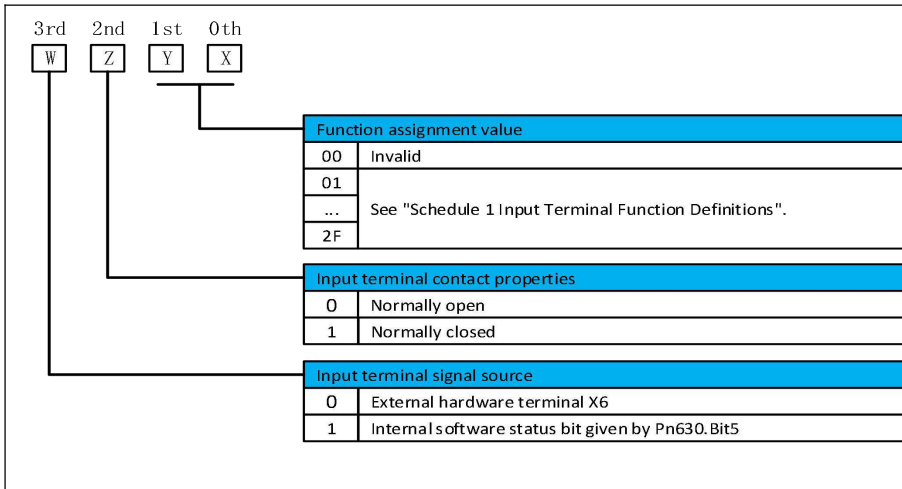 3rd 2nd 1st 0th
W Z Y X
Function assignment value
00 Invalid
01
... See "Schedule 1 Input Terminal Function Definitions".
2F
Input terminal contact properties
0 Normally open
1 Normally closed
Input terminal signal source
0 External hardware terminal X6
1 Internal software status bit given by Pn630.Bit5